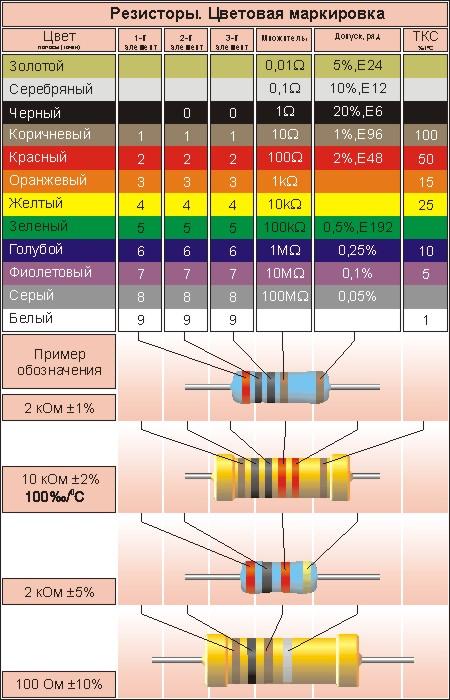 Резисторы. Цветовая маркировка
Цвет 1-й 2-й 3-й Множитель Допуск, ряд ТКС
полосы (точки) элемент элемент элемент
Золотой 0,01Ω 5%,E24
Серебряный 0,1Ω 10%,E12
Черный 0 0 1Ω 20%,E6
Коричневый 1 1 1 10Ω 1%,E96 100
Красный 2 2 2 100Ω 2%,E48 50
Оранжевый 3 3 3 1kΩ 15
Желтый 4 4 4 10kΩ 25
Зеленый 5 5 5 100kΩ 0,5%,E192
Голубой 6 6 6 1MΩ 0,25% 10
Фиолетовый 7 7 7 10MΩ 0,1% 5
Серый 8 8 8 100MΩ 0,05%
Белый 9 9 9 1
Пример
обозначения
2 кОм ±1%
10 кОм ±2%
100‰/⁰C
2 кОм ±5%
100 Ом ±10%